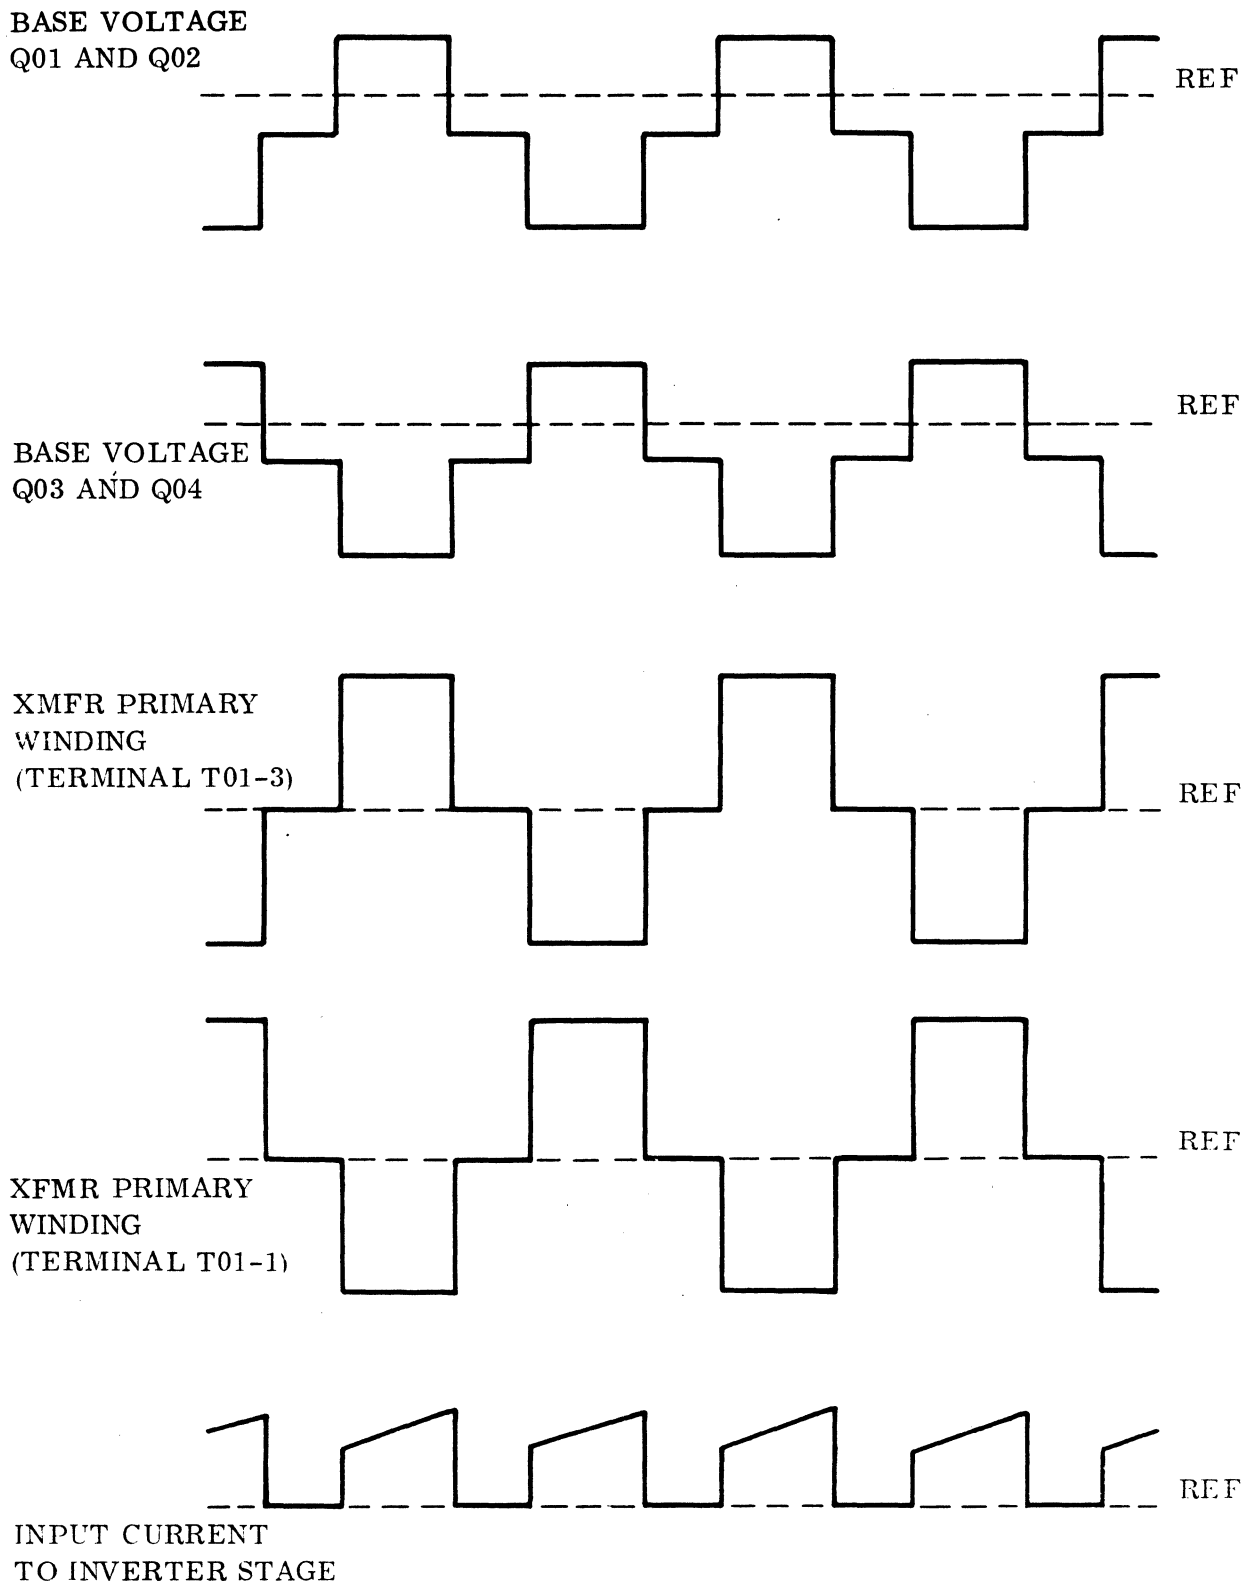 BASE VOLTAGE
Q01 AND Q02
REF
REF
BASE VOLTAGE
Q03 AND Q04
XMFR PRIMARY
WINDING
(TERMINAL T01-3)
REF
REF
XFMR PRIMARY
WINDING
(TERMINAL T01-1)
REF
INPUT CURRENT
TO INVERTER STAGE